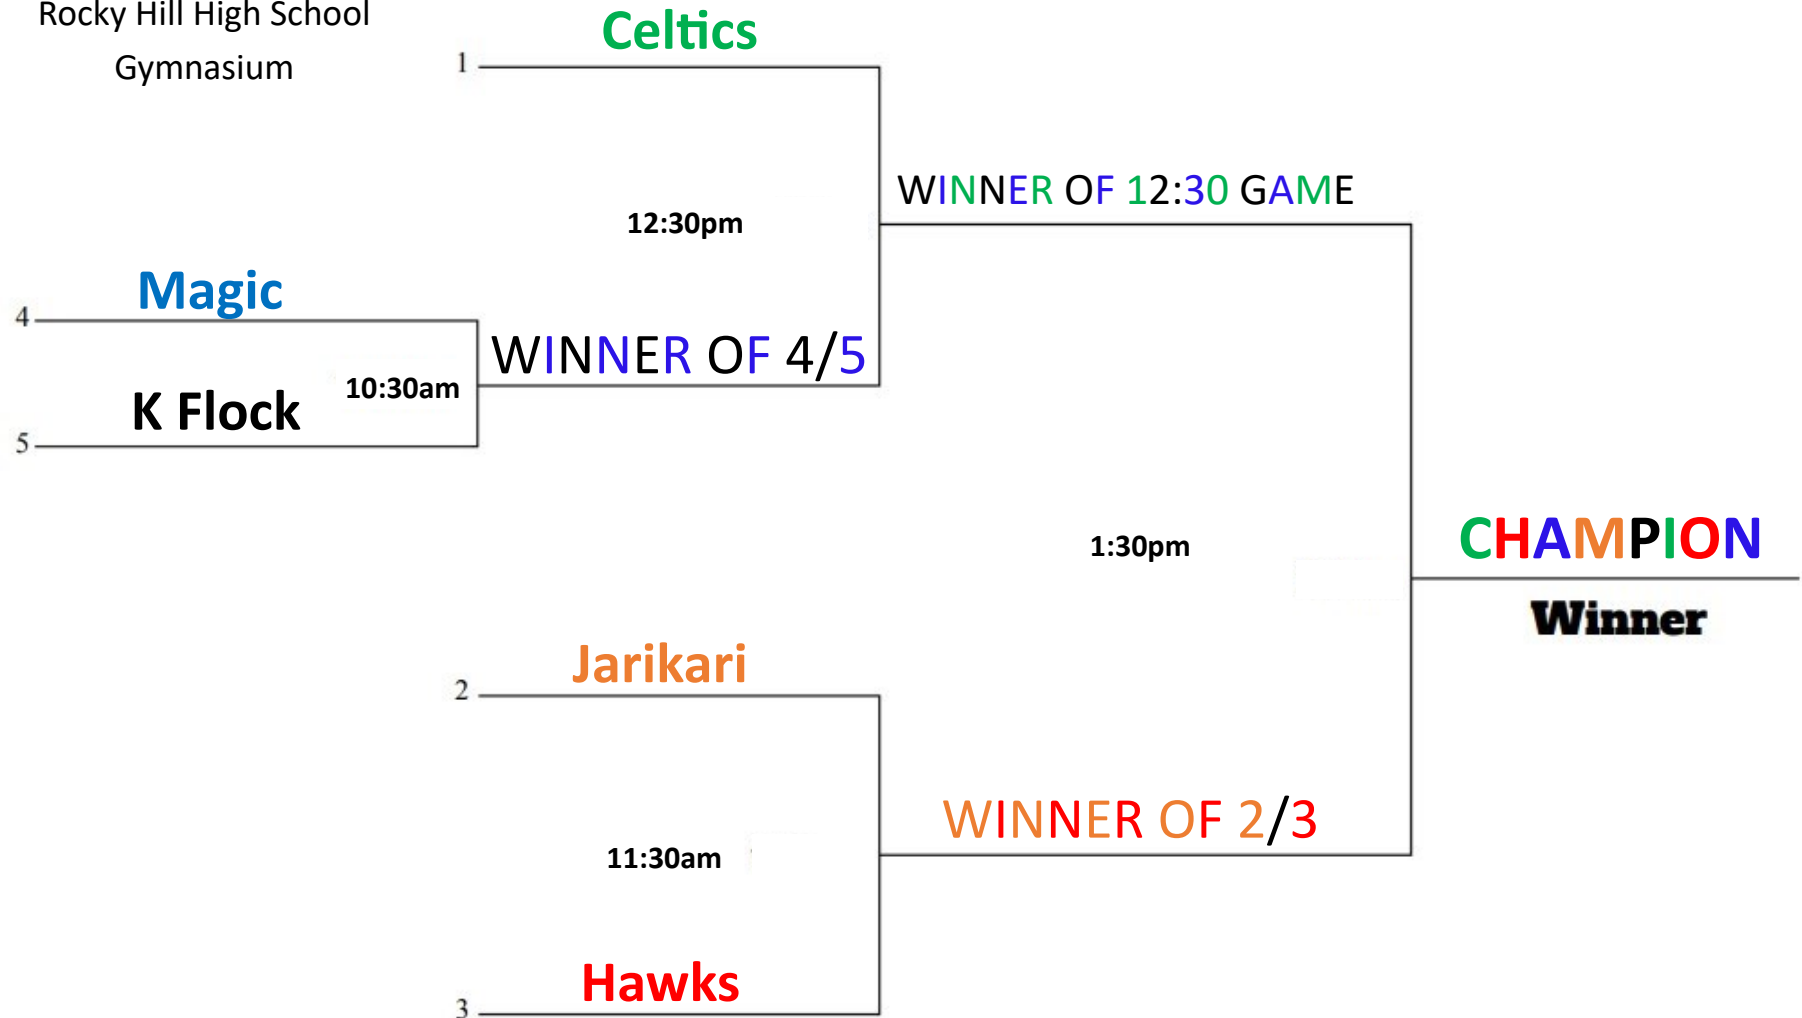 Rocky Hill High School
Gymnasium
Celtics
1
WINNER OF 12:30 GAME
12:30pm
Magic
4
WINNER OF 4/5
10:30am
K Flock
5
1:30pm
CHAMPION
Winner
Jarikari
2
WINNER OF 2/3
11:30am
Hawks
3